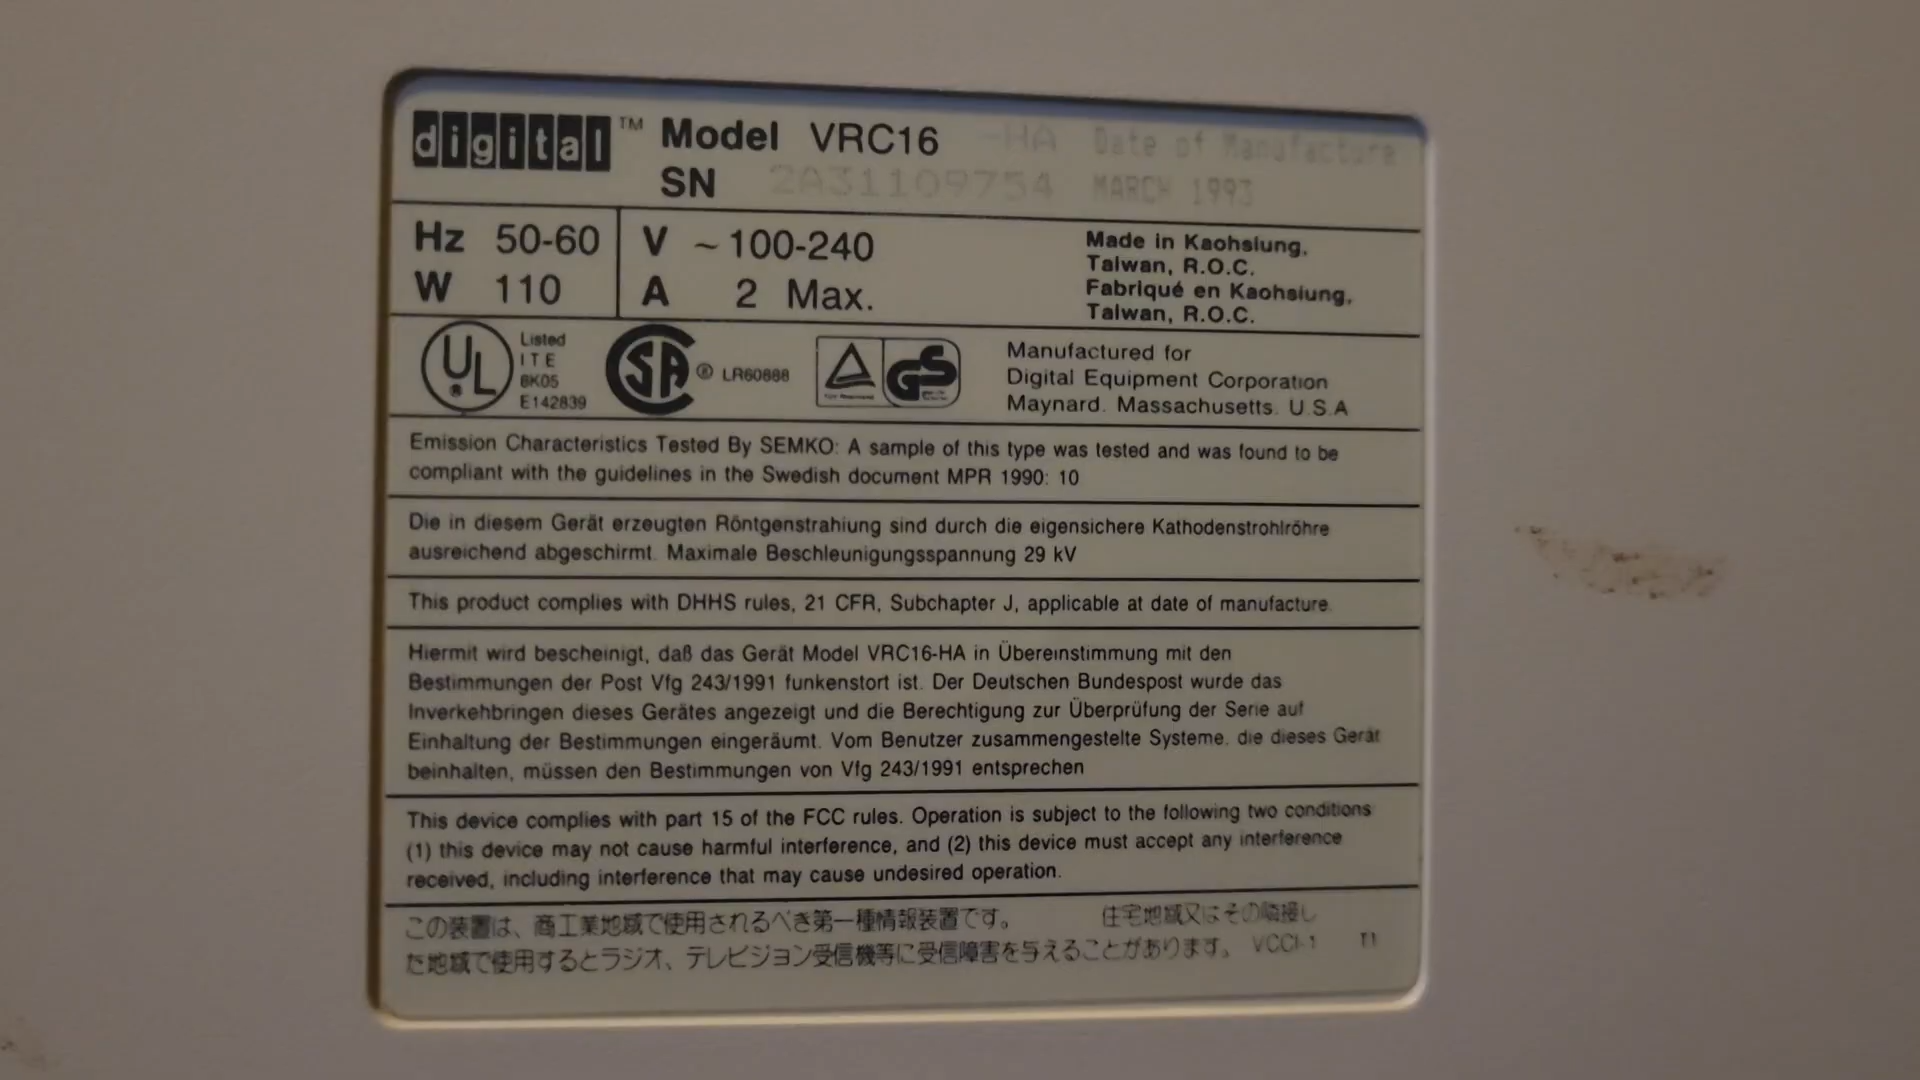 digital™ Model VRC16 -HA Date of Manufacture
SN 2A31109754 MARCH 1993
Hz 50-60 V ~ 100-240
W 110 A 2 Max.
Made in Kaohsiung,
Taiwan, R.O.C.
Fabriqué en Kaohsiung,
Taiwan, R.O.C.
UL ®
Listed
ITE
8K05
E142839
SA ® LR60888
GS
Manufactured for
Digital Equipment Corporation
Maynard, Massachusetts, U.S.A
Emission Characteristics Tested By SEMKO: A sample of this type was tested and was found to be
compliant with the guidelines in the Swedish document MPR 1990: 10
Die in diesem Gerät erzeugten Röntgenstrahiung sind durch die eigensichere Kathodenstrohlröhre
ausreichend abgeschirmt. Maximale Beschleunigungsspannung 29 kV
This product complies with DHHS rules, 21 CFR, Subchapter J, applicable at date of manufacture.
Hiermit wird bescheinigt, daß das Gerät Model VRC16-HA in Übereinstimmung mit den
Bestimmungen der Post Vfg 243/1991 funkenstort ist. Der Deutschen Bundespost wurde das
Inverkehbringen dieses Gerätes angezeigt und die Berechtigung zur Überprüfung der Serie auf
Einhaltung der Bestimmungen eingeräumt. Vom Benutzer zusammengestelte Systeme, die dieses Gerät
beinhalten, müssen den Bestimmungen von Vfg 243/1991 entsprechen
This device complies with part 15 of the FCC rules. Operation is subject to the following two conditions
(1) this device may not cause harmful interference, and (2) this device must accept any interference
received, including interference that may cause undesired operation.
この装置は、商工業地域で使用されるべき第一種情報装置です。 住宅地域又はその隣接し
た地域で使用するとラジオ、テレビジョン受信機等に受信障害を与えることがあります。 VCCI-1